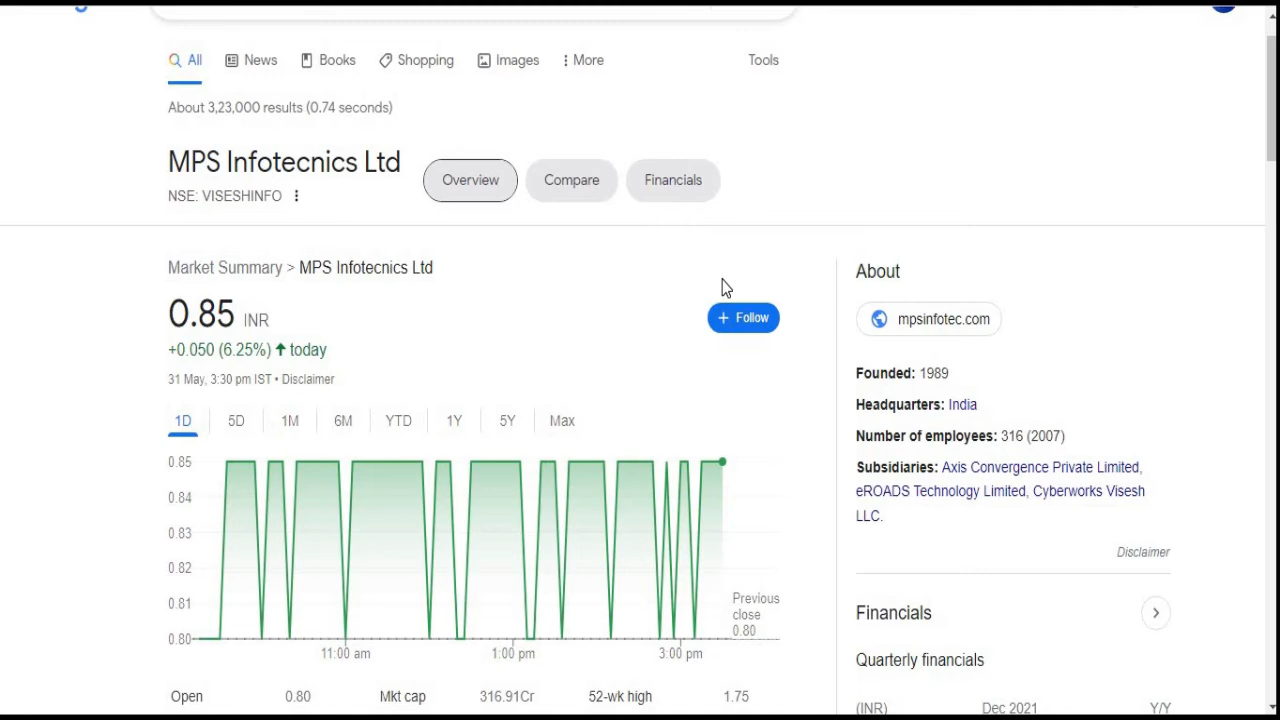 All News Books Shopping Images More Tools
About 3,23,000 results (0.74 seconds)
MPS Infotecnics Ltd
NSE: VISESHINFO
Overview Compare Financials
Market Summary > MPS Infotecnics Ltd
0.85 INR
+ Follow
+0.050 (6.25%) today
31 May, 3:30 pm IST • Disclaimer
1D 5D 1M 6M YTD 1Y 5Y Max
0.85
0.84
0.83
0.82
0.81
0.80
Previous
close
0.80
11:00 am 1:00 pm 3:00 pm
Open 0.80 Mkt cap 316.91Cr 52-wk high 1.75
About
mpsinfotec.com
Founded: 1989
Headquarters: India
Number of employees: 316 (2007)
Subsidiaries: Axis Convergence Private Limited,
eROADS Technology Limited, Cyberworks Visesh
LLC.
Disclaimer
Financials
Quarterly financials
(INR) Dec 2021 Y/Y